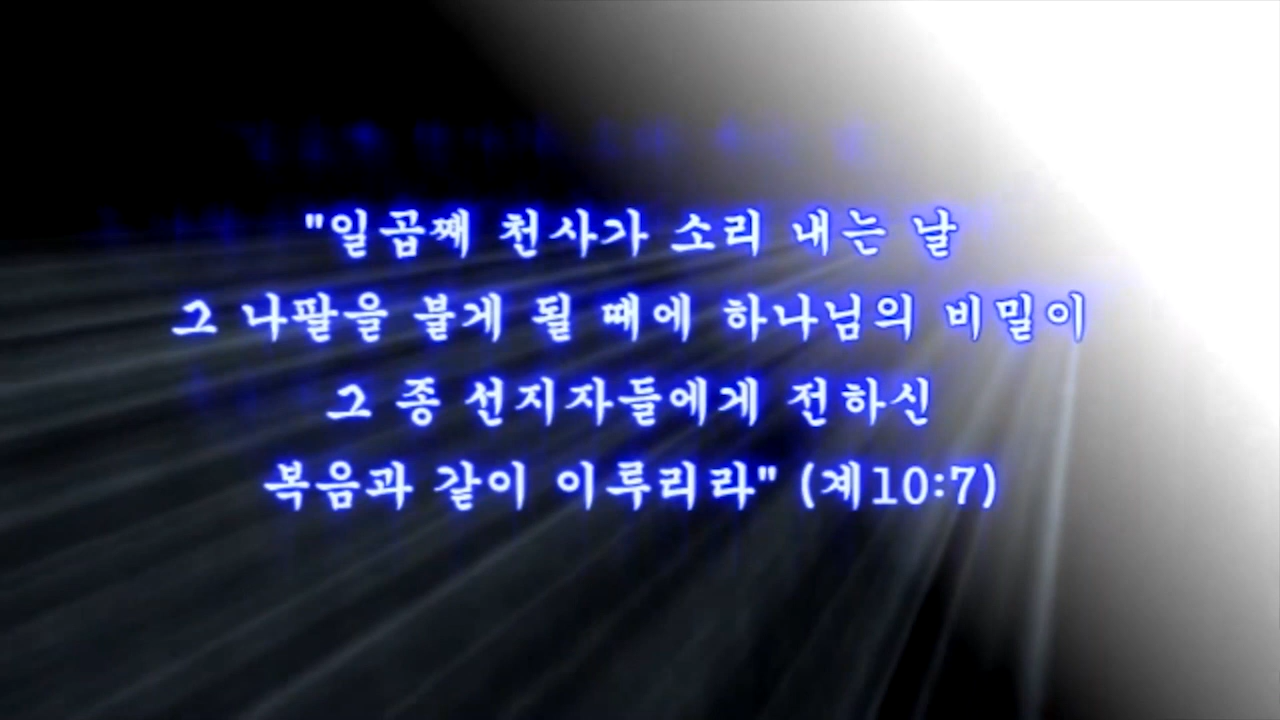 "일곱째 천사가 소리 내는 날
그 나팔을 불게 될 때에 하나님의 비밀이
그 종 선지자들에게 전하신
복음과 같이 이루리라" (계10:7)